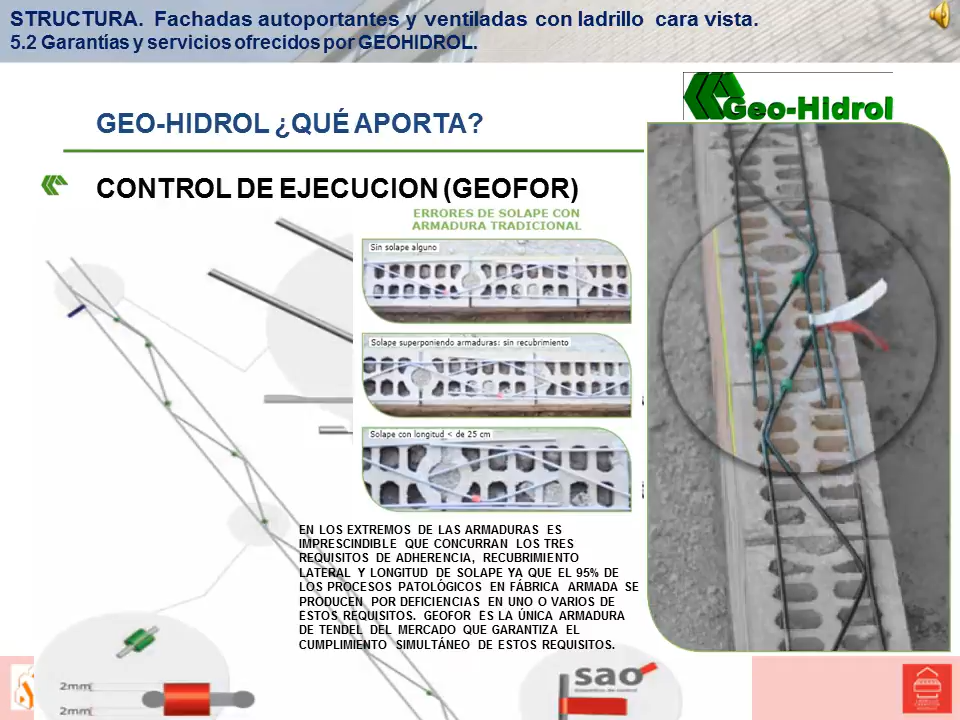 STRUCTURA. Fachadas autoportantes y ventiladas con ladrillo cara vista.
5.2 Garantías y servicios ofrecidos por GEOHIDROL.
Geo-Hidrol
GEO-HIDROL ¿QUÉ APORTA?
CONTROL DE EJECUCION (GEOFOR)
ERRORES DE SOLAPE CON
ARMADURA TRADICIONAL
Sin solape alguno
Solape superponiendo armaduras: sin recubrimiento
Solape con longitud < de 25 cm
EN LOS EXTREMOS DE LAS ARMADURAS ES
IMPRESCINDIBLE QUE CONCURRAN LOS TRES
REQUISITOS DE ADHERENCIA, RECUBRIMIENTO
LATERAL Y LONGITUD DE SOLAPE YA QUE EL 95% DE
LOS PROCESOS PATOLÓGICOS EN FÁBRICA ARMADA SE
PRODUCEN POR DEFICIENCIAS EN UNO O VARIOS DE
ESTOS REQUISITOS. GEOFOR ES LA ÚNICA ARMADURA
DE TENDEL DEL MERCADO QUE GARANTIZA EL
CUMPLIMIENTO SIMULTÁNEO DE ESTOS REQUISITOS.
2mm
2mm
sao